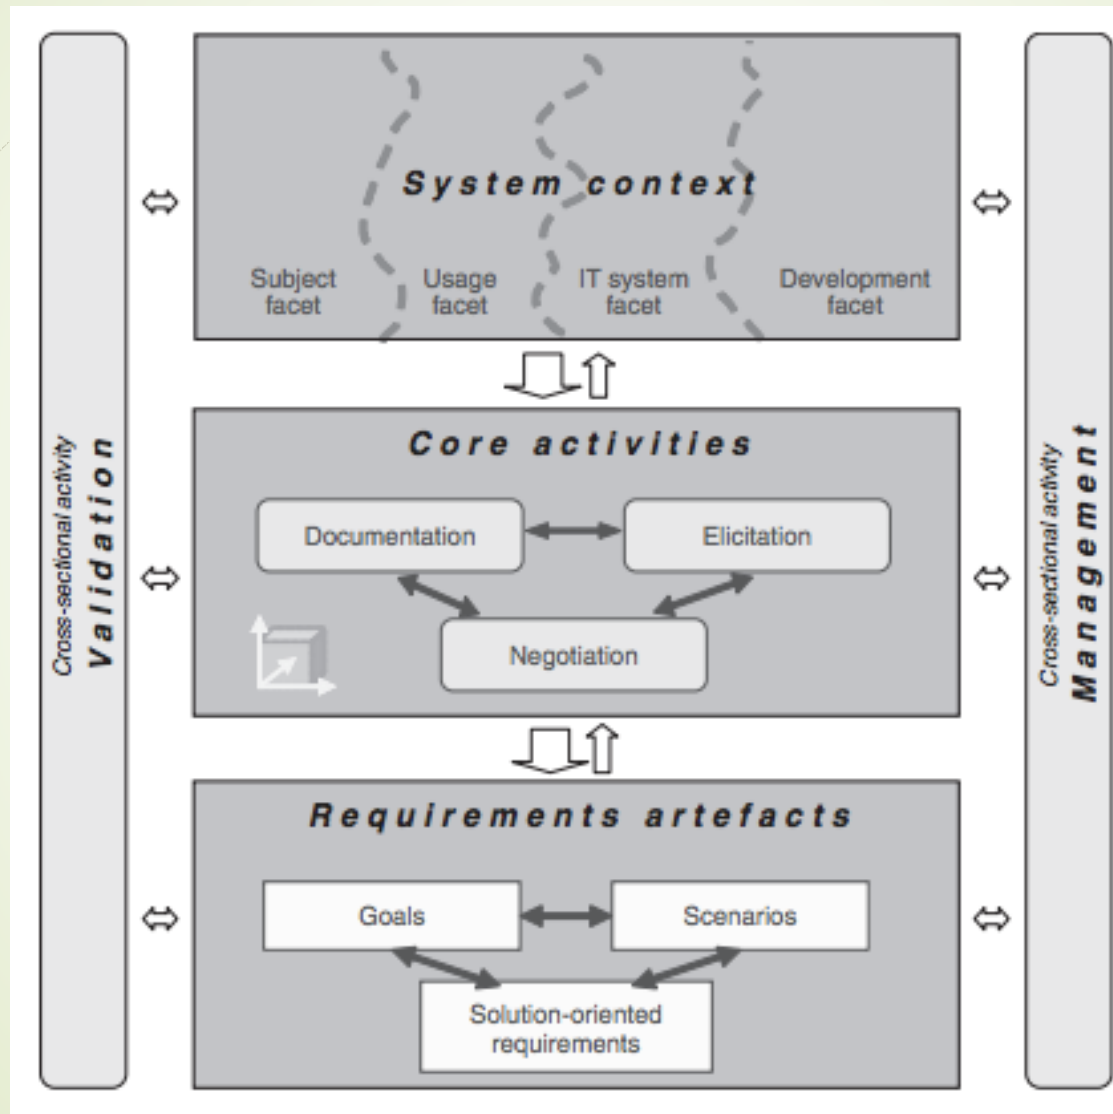 Cross-sectional activity
Validation
System context
Subject
facet
Usage
facet
IT system
facet
Development
facet
Core activities
Documentation
Elicitation
Negotiation
Requirements artefacts
Goals
Scenarios
Solution-oriented
requirements
Cross-sectional activity
Management